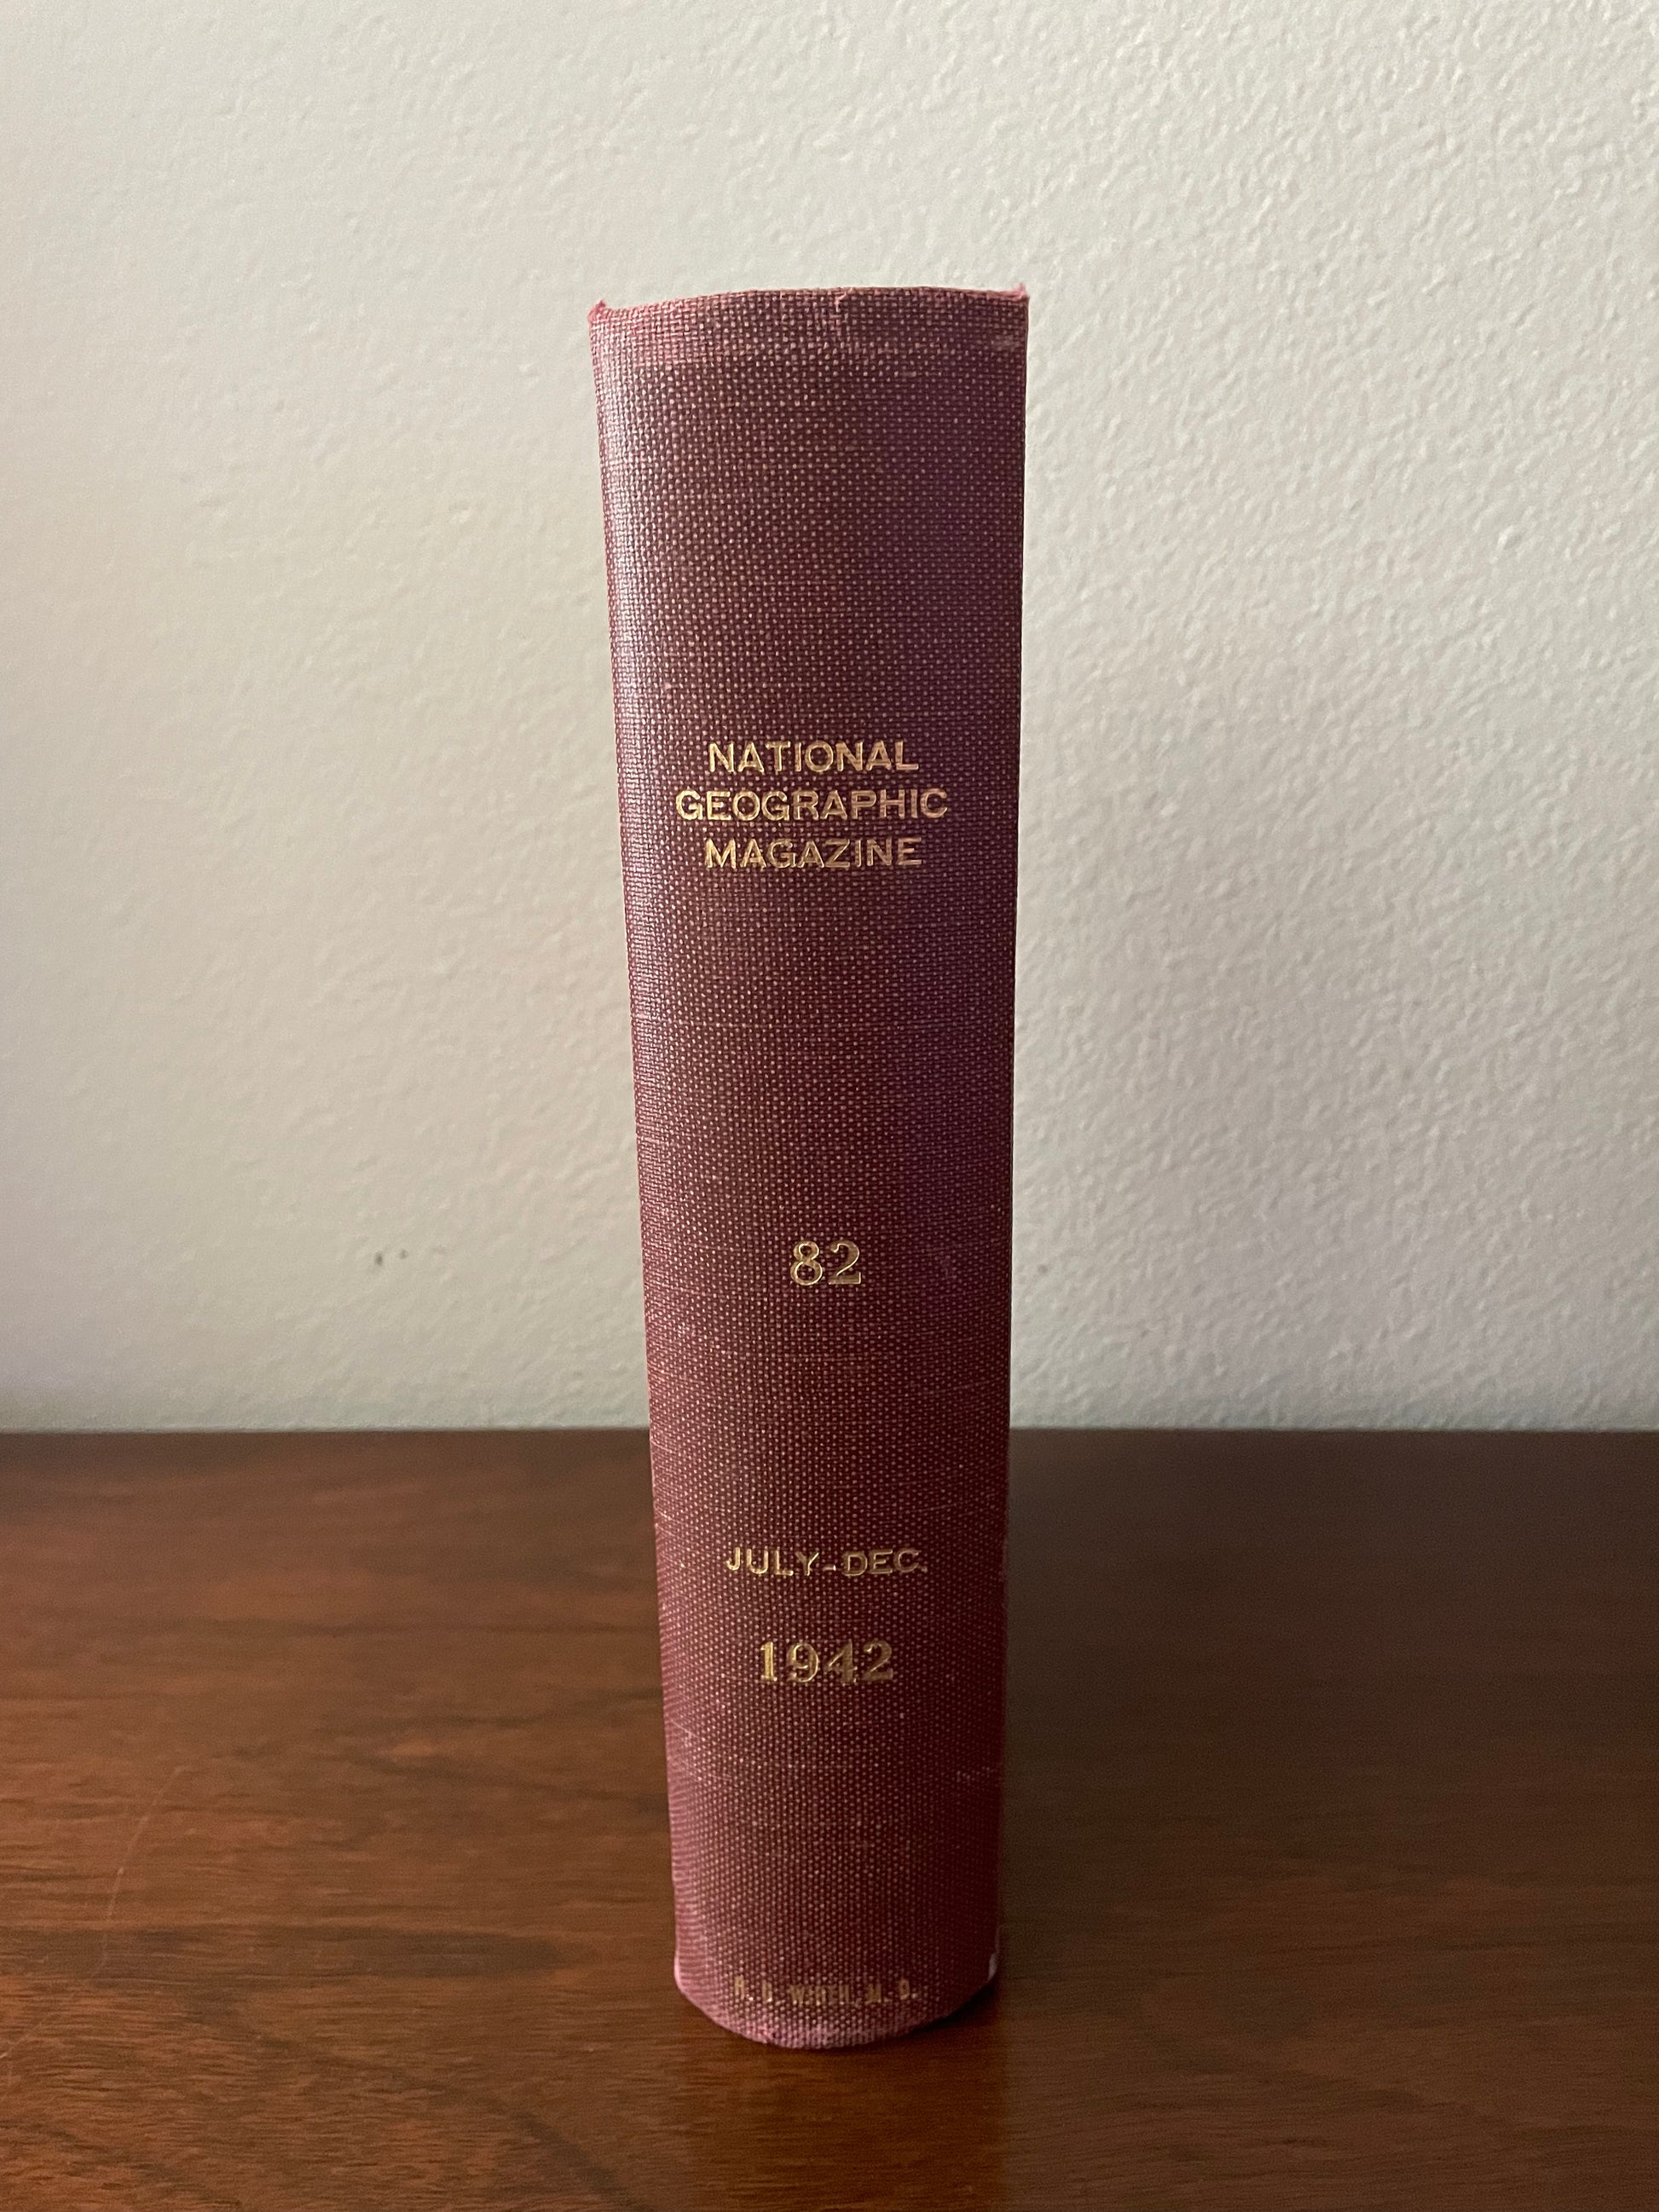 NATIONAL
GEOGRAPHIC
MAGAZINE
82
JULY-DEC.
1942
M. D.